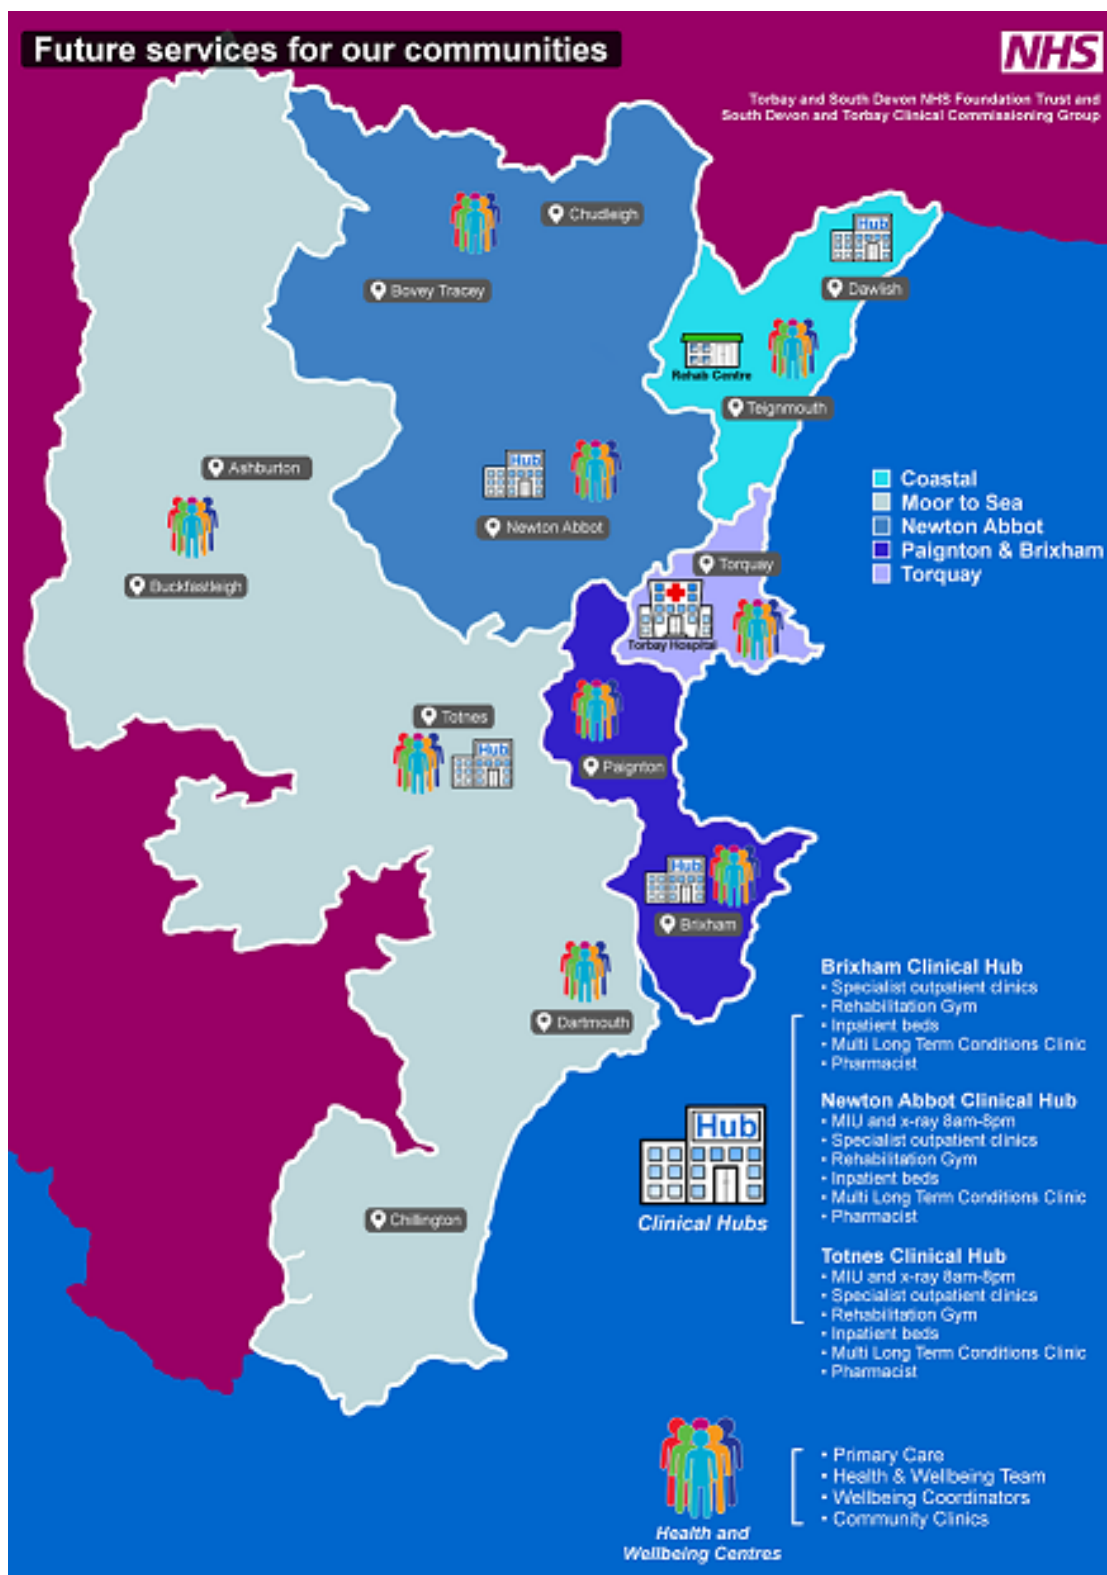 Future services for our communities
NHS
Torbay and South Devon NHS Foundation Trust and
South Devon and Torbay Clinical Commissioning Group
Chudleigh
Bovey Tracey
Hub
Dawlish
Rehab Centre
Teignmouth
Ashburton
Hub
Newton Abbot
Buckfastleigh
Coastal
Moor to Sea
Newton Abbot
Paignton & Brixham
Torquay
Torquay
Torbay Hospital
Totnes
Hub
Paignton
Hub
Brixham
Dartmouth
Chillington
Hub
Clinical Hubs
Brixham Clinical Hub
• Specialist outpatient clinics
• Rehabilitation Gym
• Inpatient beds
• Multi Long Term Conditions Clinic
• Pharmacist
Newton Abbot Clinical Hub
• MIU and x-ray 8am-8pm
• Specialist outpatient clinics
• Rehabilitation Gym
• Inpatient beds
• Multi Long Term Conditions Clinic
• Pharmacist
Totnes Clinical Hub
• MIU and x-ray 8am-8pm
• Specialist outpatient clinics
• Rehabilitation Gym
• Inpatient beds
• Multi Long Term Conditions Clinic
• Pharmacist
Health and
Wellbeing Centres
• Primary Care
• Health & Wellbeing Team
• Wellbeing Coordinators
• Community Clinics